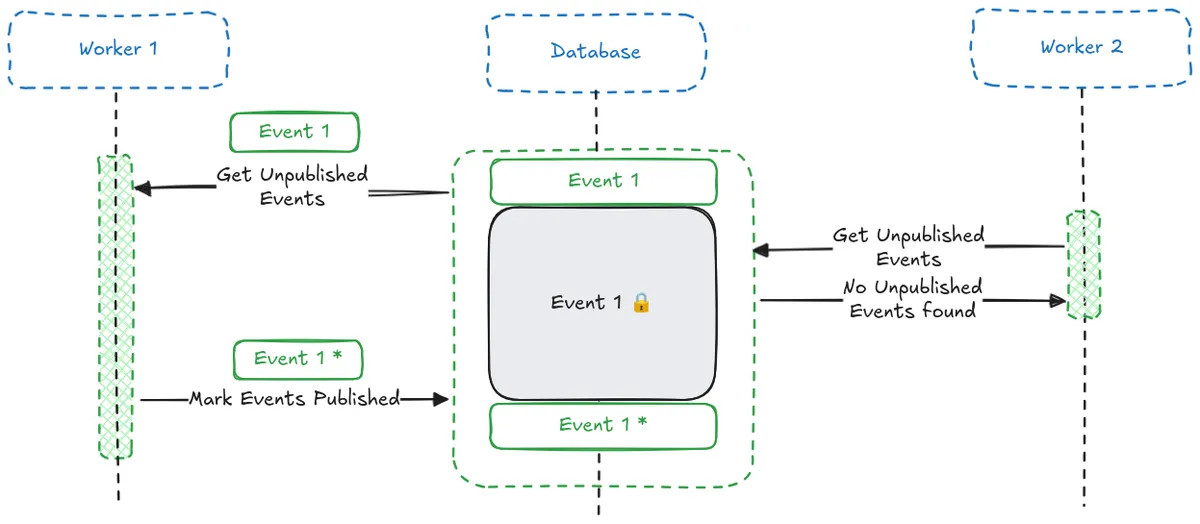 Worker 1
Database
Worker 2
Event 1
Get Unpublished
Events
Event 1
Get Unpublished
Events
No Unpublished
Events found
Event 1 🔒
Event 1 *
Mark Events Published
Event 1 *